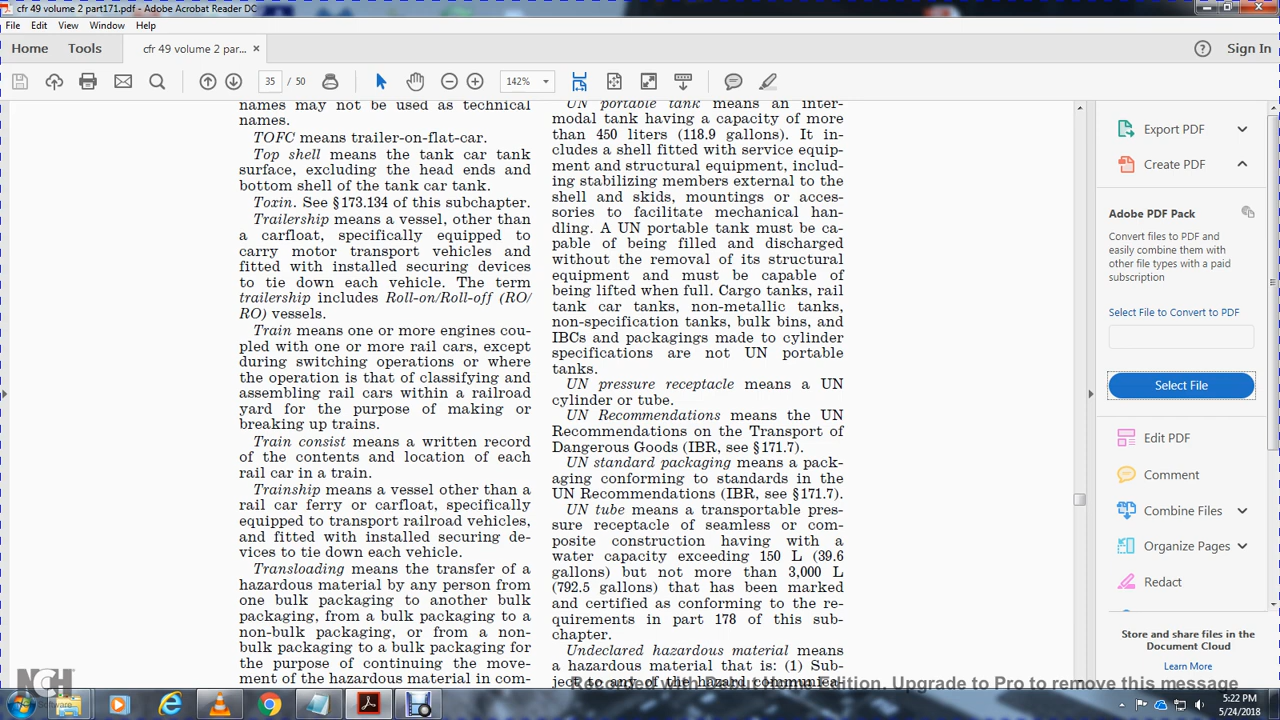 cfr 49 volume 2 part171.pdf - Adobe Acrobat Reader DC
File Edit View Window Help
Home Tools cfr 49 volume 2 par... × Sign In
35 / 50 142%
names may not be used as technical
names.
TOFC means trailer-on-flat-car.
Top shell means the tank car tank
surface, excluding the head ends and
bottom shell of the tank car tank.
Toxin. See §173.134 of this subchapter.
Trailership means a vessel, other than
a carfloat, specifically equipped to
carry motor transport vehicles and
fitted with installed securing devices
to tie down each vehicle. The term
trailership includes Roll-on/Roll-off (RO/
RO) vessels.
Train means one or more engines cou-
pled with one or more rail cars, except
during switching operations or where
the operation is that of classifying and
assembling rail cars within a railroad
yard for the purpose of making or
breaking up trains.
Train consist means a written record
of the contents and location of each
rail car in a train.
Trainship means a vessel other than a
rail car ferry or carfloat, specifically
equipped to transport railroad vehicles,
and fitted with installed securing de-
vices to tie down each vehicle.
Transloading means the transfer of a
hazardous material by any person from
one bulk packaging to another bulk
packaging, from a bulk packaging to a
non-bulk packaging, or from a non-
bulk packaging to a bulk packaging for
the purpose of continuing the move-
ment of the hazardous material in com-
UN portable tank means an inter-
modal tank having a capacity of more
than 450 liters (118.9 gallons). It in-
cludes a shell fitted with service equip-
ment and structural equipment, includ-
ing stabilizing members external to the
shell and skids, mountings or acces-
sories to facilitate mechanical han-
dling. A UN portable tank must be ca-
pable of being filled and discharged
without the removal of its structural
equipment and must be capable of
being lifted when full. Cargo tanks, rail
tank car tanks, non-metallic tanks,
non-specification tanks, bulk bins, and
IBCs and packagings made to cylinder
specifications are not UN portable
tanks.
UN pressure receptacle means a UN
cylinder or tube.
UN Recommendations means the UN
Recommendations on the Transport of
Dangerous Goods (IBR, see §171.7).
UN standard packaging means a pack-
aging conforming to standards in the
UN Recommendations (IBR, see §171.7).
UN tube means a transportable pres-
sure receptacle of seamless or com-
posite construction having with a
water capacity exceeding 150 L (39.6
gallons) but not more than 3,000 L
(792.5 gallons) that has been marked
and certified as conforming to the re-
quirements in part 178 of this sub-
chapter.
Undeclared hazardous material means
a hazardous material that is: (1) Sub-
ject to any of the hazard communica-
Export PDF
Create PDF
Adobe PDF Pack
Convert files to PDF and
easily combine them with
other file types with a paid
subscription
Select File to Convert to PDF
Select File
Edit PDF
Comment
Combine Files
Organize Pages
Redact
Store and share files in the
Document Cloud
Learn More
NCH
Software
Home Edition. Upgrade to Pro to remove this message
5:22 PM
5/24/2018